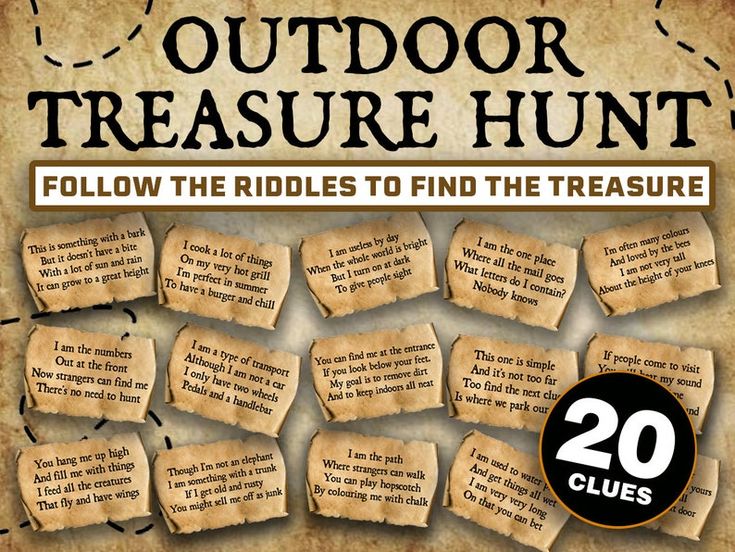 OUTDOOR
TREASURE HUNT
FOLLOW THE RIDDLES TO FIND THE TREASURE
This is something with a bark
But it doesn't have a bite
With a lot of sun and rain
It can grow to a great height
I cook a lot of things
On my very hot grill
I'm perfect in summer
To have a burger and chill
I am useless by day
When the whole world is bright
But I turn on at dark
To give people sight
I am the one place
Where all the mail goes
What letters do I contain?
Nobody knows
I'm often many colours
And loved by the bees
I am not very tall
About the height of your knees
I am the numbers
Out at the front
Now strangers can find me
There's no need to hunt
I am a type of transport
Although I am not a car
I only have two wheels
Pedals and a handlebar
You can find me at the entrance
If you look below your feet.
My goal is to remove dirt
And to keep indoors all neat
This one is simple
And it's not too far
Too find the next clue
Is where we park our
If people come to visit
my sound
You hang me up high
And fill me with things
I feed all the creatures
That fly and have wings
Though I'm not an elephant
I am something with a trunk
If I get old and rusty
You might sell me off as junk
I am the path
Where strangers can walk
You can play hopscotch
By colouring me with chalk
I am used to water
And get things all wet
I am very very long
On that you can bet
yours
door
20
CLUES